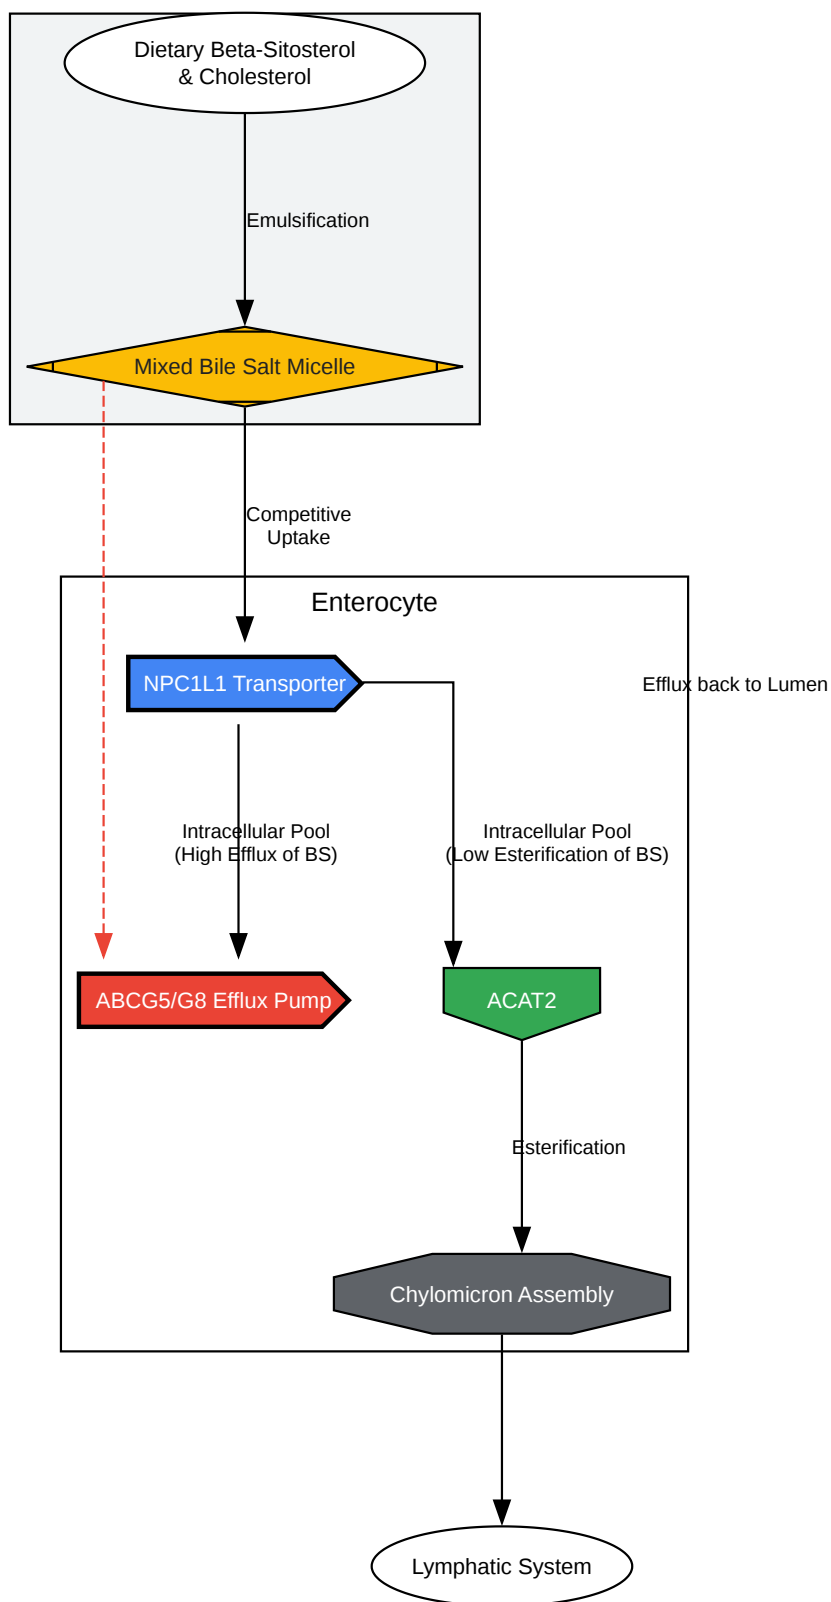 Dietary Beta-Sitosterol
& Cholesterol
Emulsification
Mixed Bile Salt Micelle
Competitive
Uptake
Enterocyte
NPC1L1 Transporter
Efflux back to Lumen
Intracellular Pool
(High Efflux of BS)
Intracellular Pool
(Low Esterification of BS)
ABCG5/G8 Efflux Pump
ACAT2
Esterification
Chylomicron Assembly
Lymphatic System